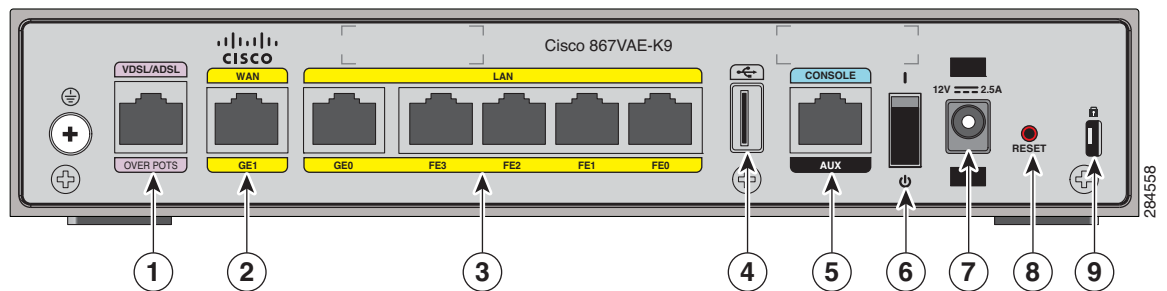 CISCO
Cisco 867VAE-K9
VDSL/ADSL
WAN
LAN
CONSOLE
12V 2.5A
OVER POTS
GE1
GE0
FE3
FE2
FE1
FE0
AUX
RESET
284558
1
2
3
4
5
6
7
8
9